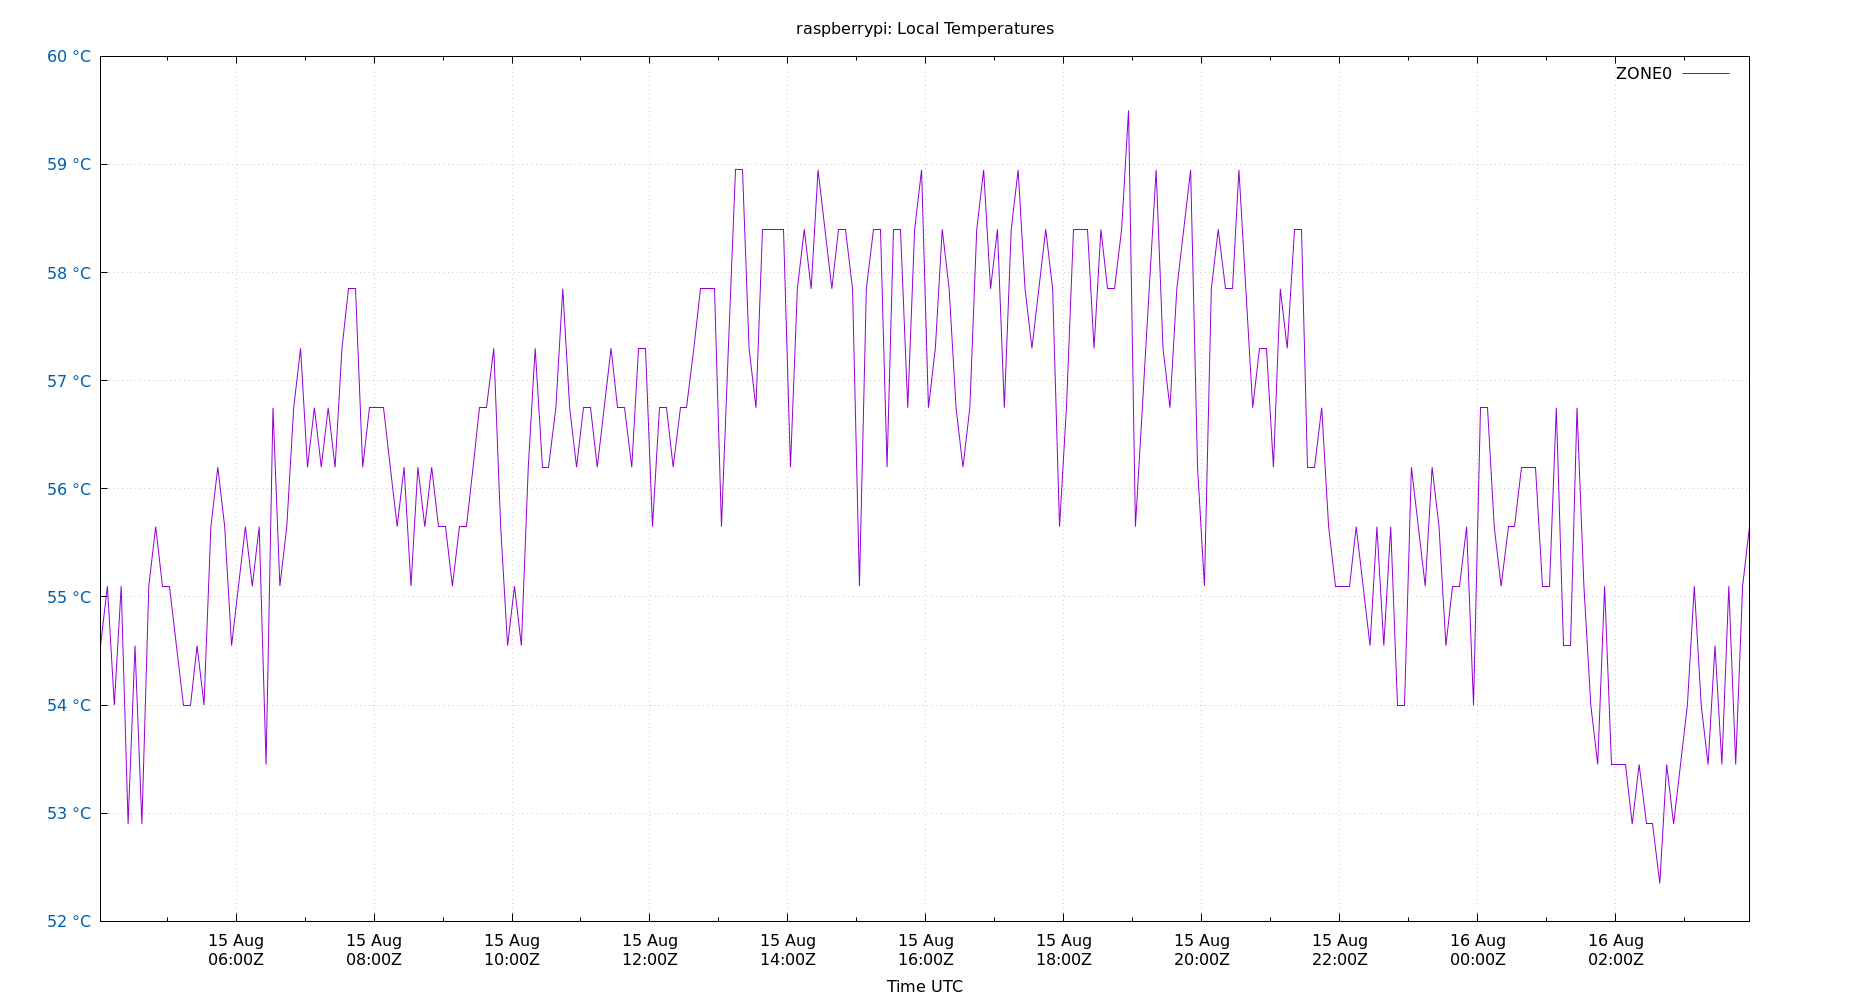 raspberrypi: Local Temperatures
60 °C
ZONE0
59 °C
58 °C
57 °C
56 °C
55 °C
54 °C
53 °C
52 °C
15 Aug 15 Aug 15 Aug 15 Aug 15 Aug 15 Aug 15 Aug 15 Aug 15 Aug 16 Aug 16 Aug
06:00Z 08:00Z 10:00Z 12:00Z 14:00Z 16:00Z 18:00Z 20:00Z 22:00Z 00:00Z 02:00Z
Time UTC